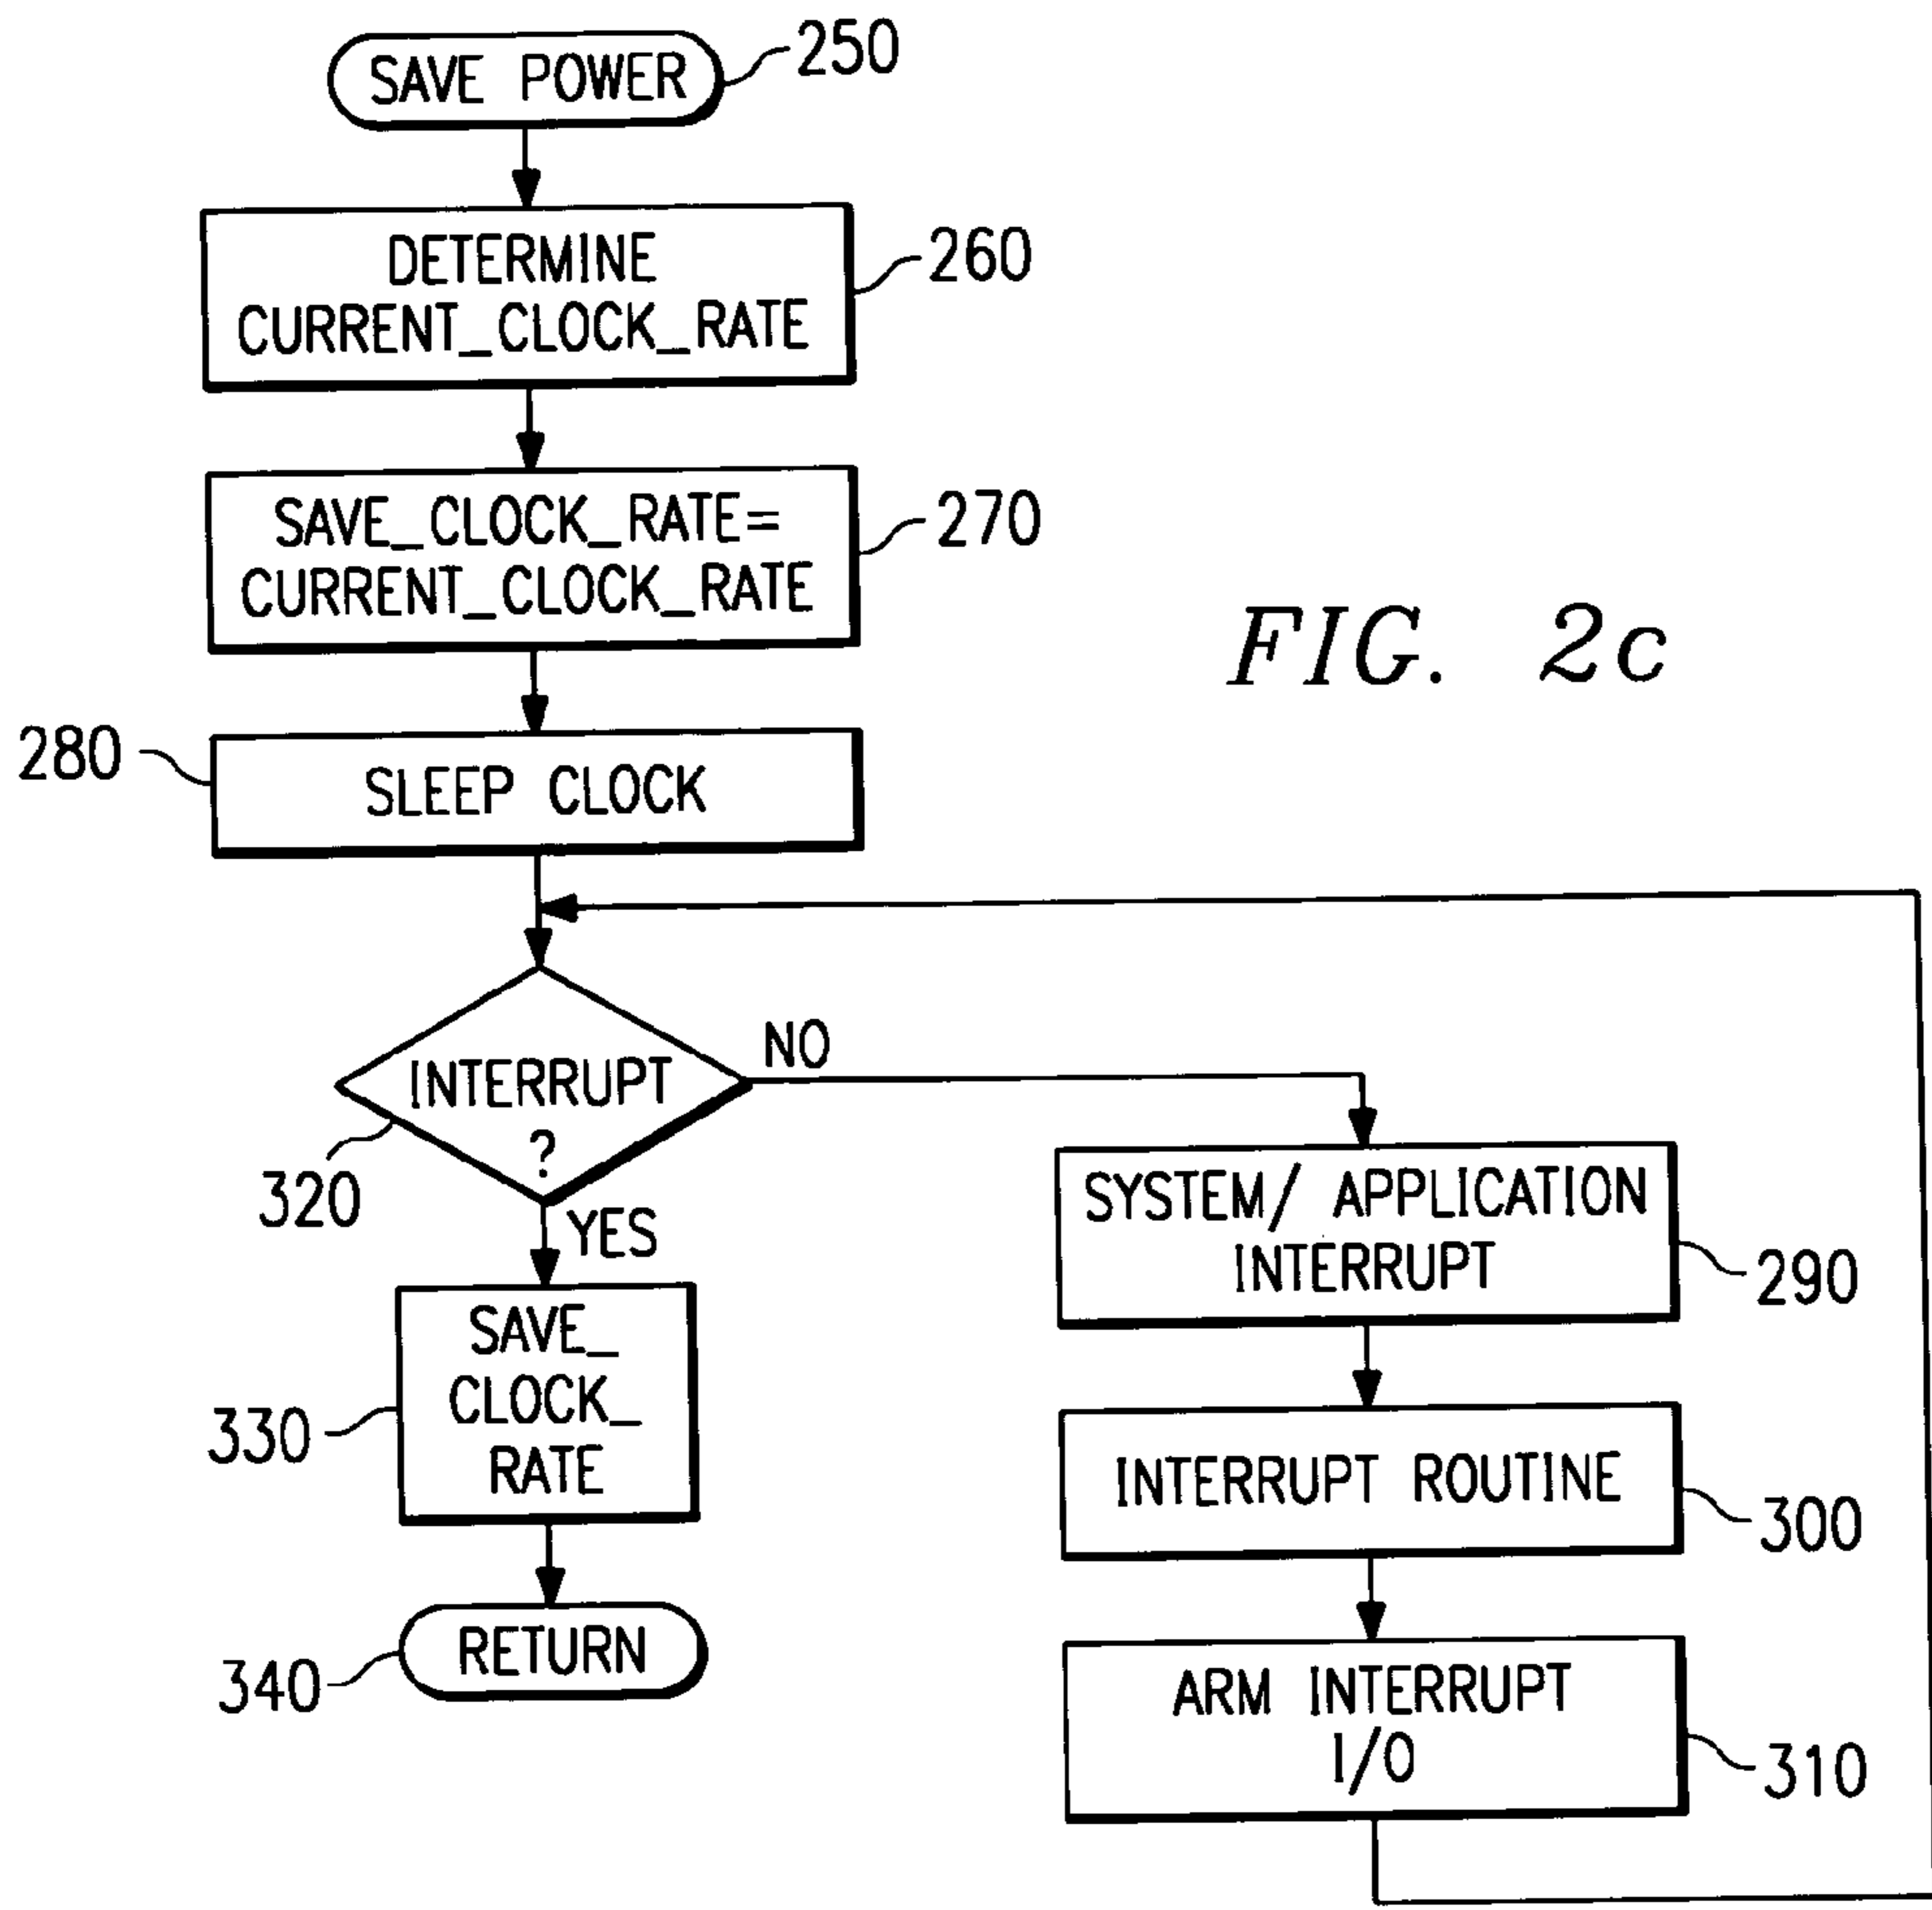 SAVE POWER
250
DETERMINE
CURRENT_CLOCK_RATE
260
SAVE_CLOCK_RATE=
CURRENT_CLOCK_RATE
270
FIG. 2c
280
SLEEP CLOCK
INTERRUPT
?
NO
320
YES
SYSTEM/ APPLICATION
INTERRUPT
290
SAVE_
CLOCK_
RATE
330
INTERRUPT ROUTINE
300
RETURN
340
ARM INTERRUPT
I/O
310